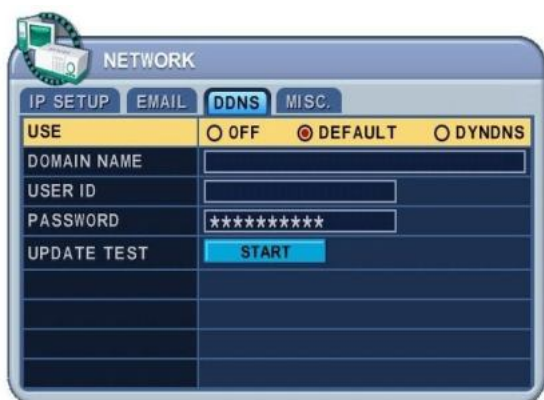 NETWORK
IP SETUP EMAIL DDNS MISC.
USE OFF DEFAULT DYNDNS
DOMAIN NAME
USER ID
PASSWORD **********
UPDATE TEST START